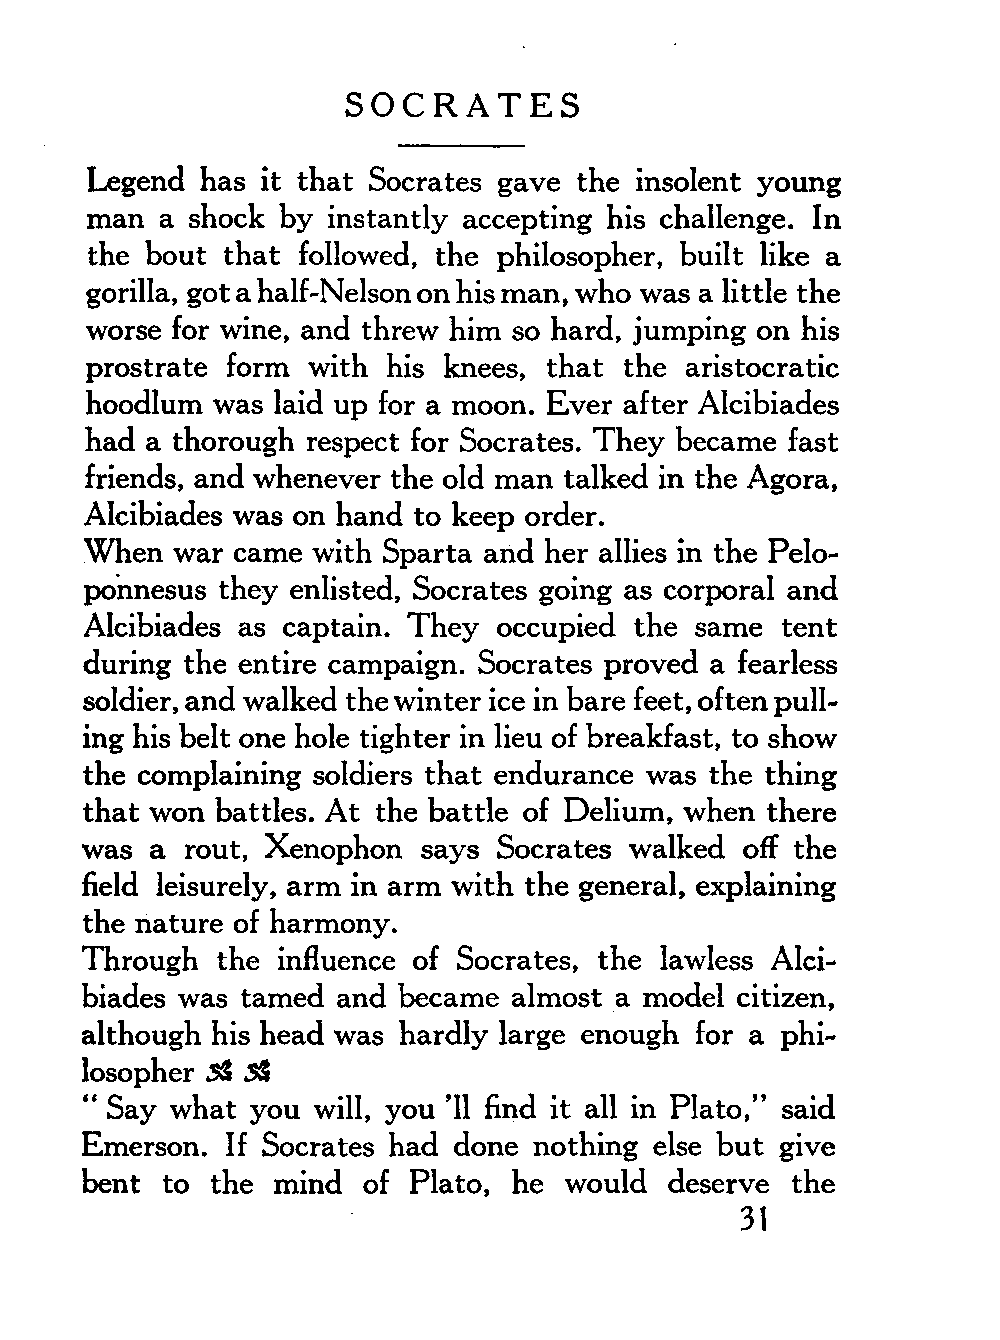 SOCRATES
Legend has it that Socrates gave the insolent young
man a shock by instantly accepting his challenge. In
the bout that followed, the philosopher, built like a
gorilla, got a half-Nelson on his man, who was a little the
worse for wine, and threw him so hard, jumping on his
prostrate form with his knees, that the aristocratic
hoodlum was laid up for a moon. Ever after Alcibiades
had a thorough respect for Socrates. They became fast
friends, and whenever the old man talked in the Agora,
Alcibiades was on hand to keep order.
When war came with Sparta and her allies in the Pelo-
ponnesus they enlisted, Socrates going as corporal and
Alcibiades as captain. They occupied the same tent
during the entire campaign. Socrates proved a fearless
soldier, and walked the winter ice in bare feet, often pull-
ing his belt one hole tighter in lieu of breakfast, to show
the complaining soldiers that endurance was the thing
that won battles. At the battle of Delium, when there
was a rout, Xenophon says Socrates walked off the
field leisurely, arm in arm with the general, explaining
the nature of harmony.
Through the influence of Socrates, the lawless Alci-
biades was tamed and became almost a model citizen,
although his head was hardly large enough for a phi-
losopher
" Say what you will, you 'll find it all in Plato," said
Emerson. If Socrates had done nothing else but give
bent to the mind of Plato, he would deserve the
31